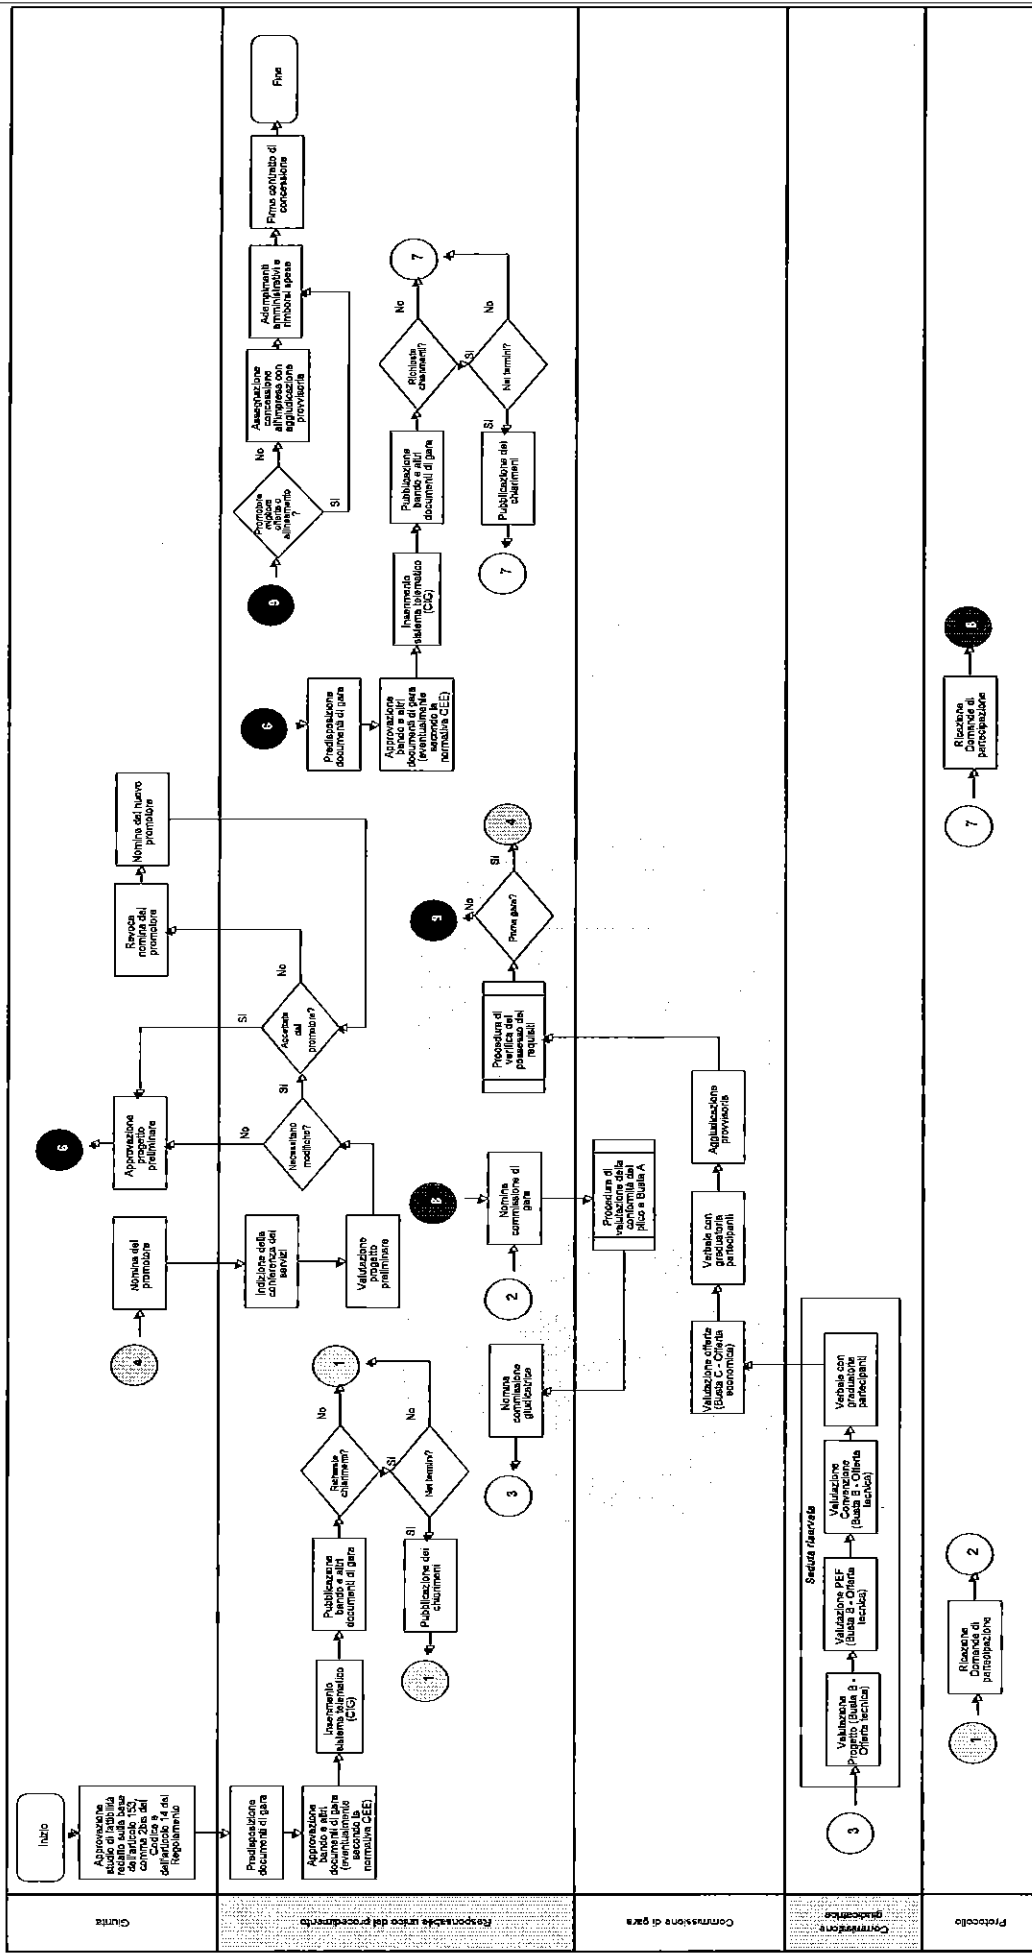 Giunta
Inizio
Approvazione
studio di fattibilità
redatto sulla base
dell'articolo 153,
comma 2bis del
Codice e
dell'articolo 14 del
Regolamento
4
Nomina del
promotore
6
Approvazione
progetto
preliminare
Revoca
nomina del
promotore
Nomina del nuovo
promotore
Responsabile unico del procedimento
Predisposizione
documenti di gara
Approvazione
bando e altri
documenti di gara
(eventualmente
secondo la
normativa CEE)
Inserimento
sistema telematico
(CIG)
Pubblicazione
bando e altri
documenti di gara
Richieste
chiarimenti?
No
1
Si
Nei termini?
No
Si
Pubblicazione dei
chiarimenti
1
Indizione della
conferenza dei
servizi
Valutazione
progetto
preliminare
Necessitano
modifiche?
No
Si
Accettate
dal
promotore?
Si
No
3
Nomina
commissione
giudicatrice
2
Nomina
commissione di
gara
8
Procedura di
verifica del
possesso dei
requisiti
Prima gara?
No
9
Si
4
6
Predisposizione
documenti di gara
Approvazione
bando e altri
documenti di gara
(eventualmente
secondo la
normativa CEE)
Inserimento
sistema telematico
(CIG)
Pubblicazione
bando e altri
documenti di gara
Richieste
chiarimenti?
No
7
Si
Nei termini?
No
Si
Pubblicazione dei
chiarimenti
7
9
Promotore
migliora
offerta o
allineamento
?
No
Si
Assegnazione
concessione
all'impresa con
aggiudicazione
provvisoria
Adempimenti
amministrativi e
rimborsi spese
Firma contratto di
concessione
Fine
Commissione di gara
Procedura di
valutazione della
conformità del
plico e Busta A
Valutazione offerte
(Busta C - Offerta
economica)
Verbale con
graduatoria
partecipanti
Aggiudicazione
provvisoria
Commissione
giudicatrice
Seduta riservata
3
Valutazione
Progetto (Busta B -
Offerta tecnica)
Valutazione PEF
(Busta B - Offerta
tecnica)
Valutazione
Convenzione
(Busta B - Offerta
tecnica)
Verbale con
graduatoria
partecipanti
Protocollo
1
Ricezione
Domande di
partecipazione
2
7
Ricezione
Domande di
partecipazione
8